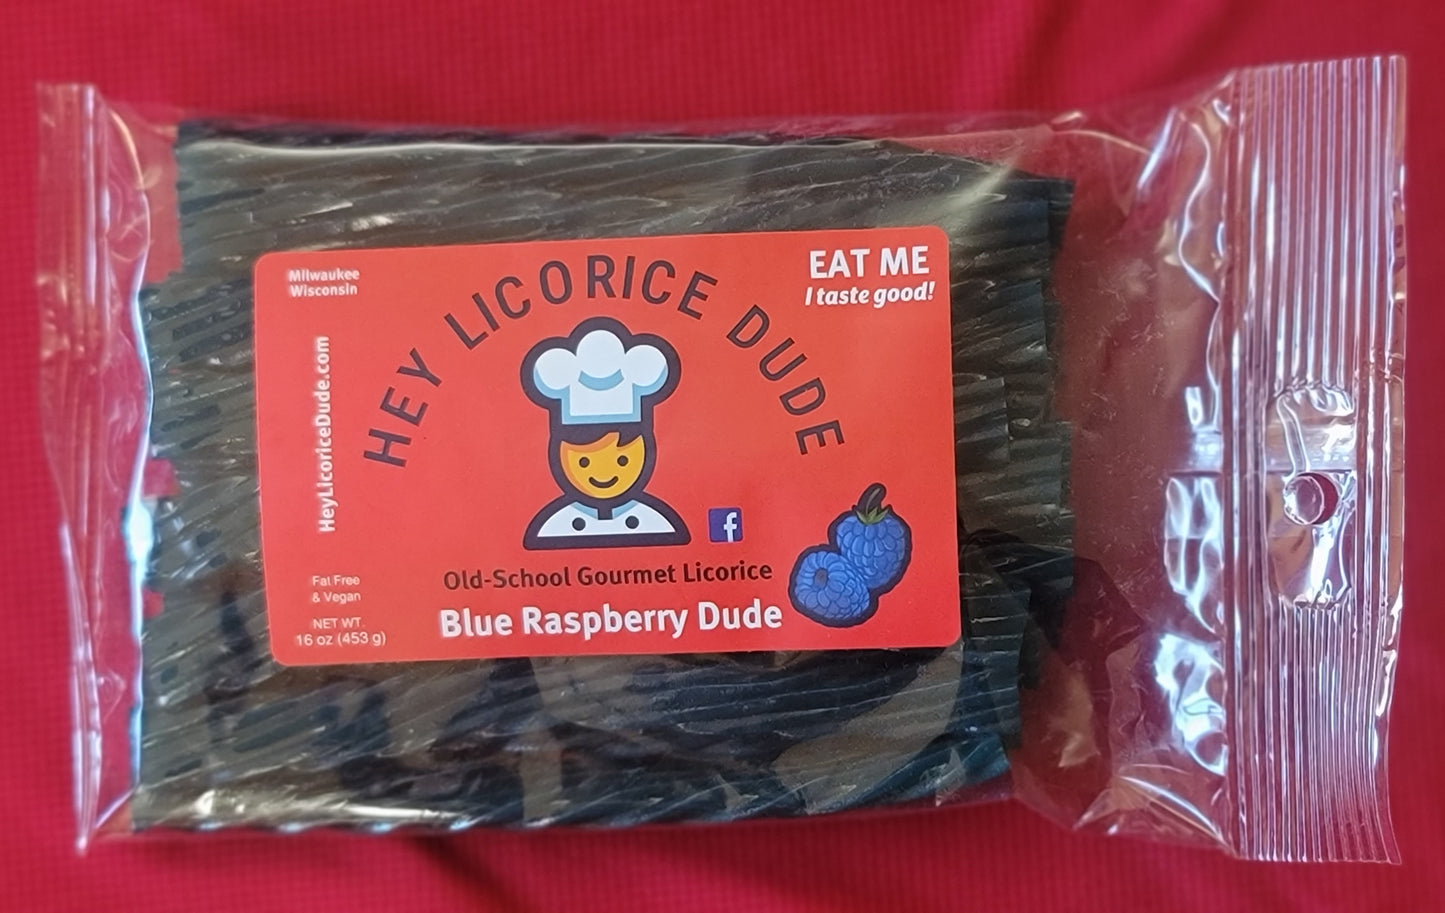 Milwaukee
Wisconsin
EAT ME
I taste good!
HEY LICORICE DUDE
HeyLicoriceDude.com
f
Old-School Gourmet Licorice
Blue Raspberry Dude
Fat Free
& Vegan
NET WT.
16 oz (453 g)